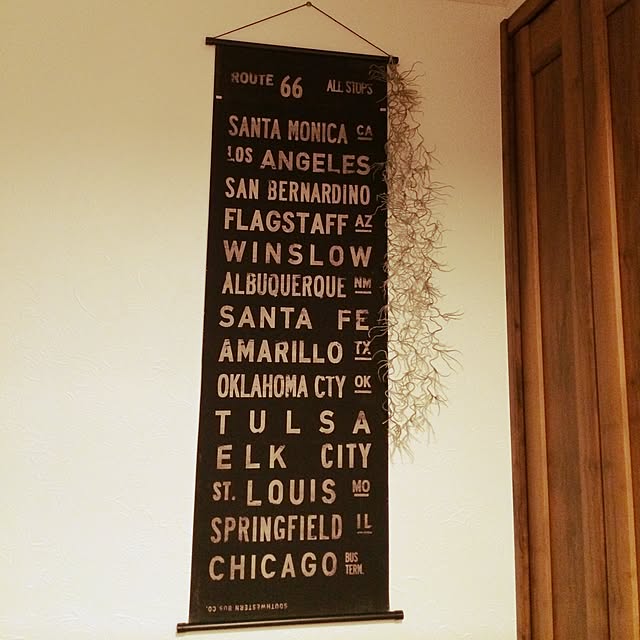 ROUTE 66 ALL STOPS
SANTA MONICA CA
LOS ANGELES
SAN BERNARDINO
FLAGSTAFF AZ
WINSLOW
ALBUQUERQUE NM
SANTA FE
AMARILLO TX
OKLAHOMA CTY OK
TULSA
ELK CITY
ST. LOUIS MO
SPRINGFIELD IL
CHICAGO BUS TERM.
SOUTHWESTERN BUS CO.